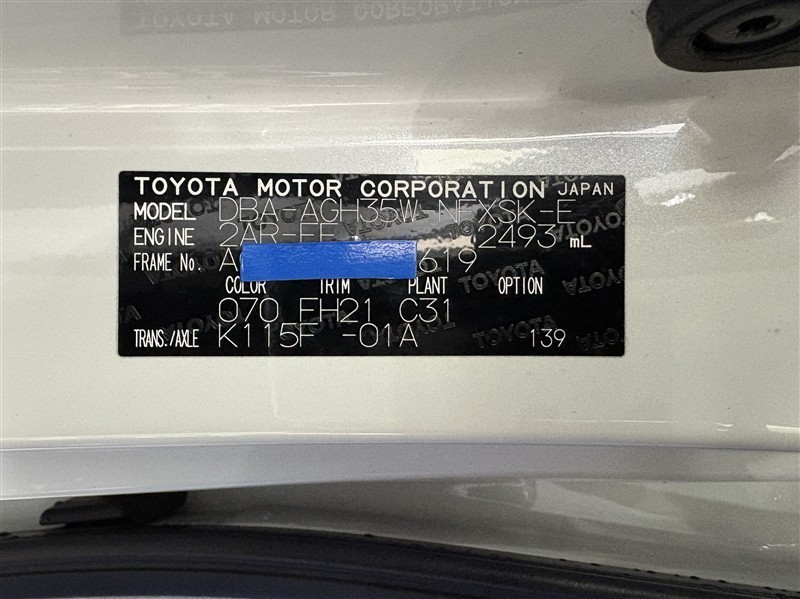 TOYOTA MOTOR CORPORATION JAPAN
MODEL DBA-AGH35W-NFXSK-E
ENGINE 2AR-FE 2493 mL
FRAME No. A 619
COLOR TRIM PLANT OPTION
070 FH21 C31
TRANS./AXLE K115F -01A 139